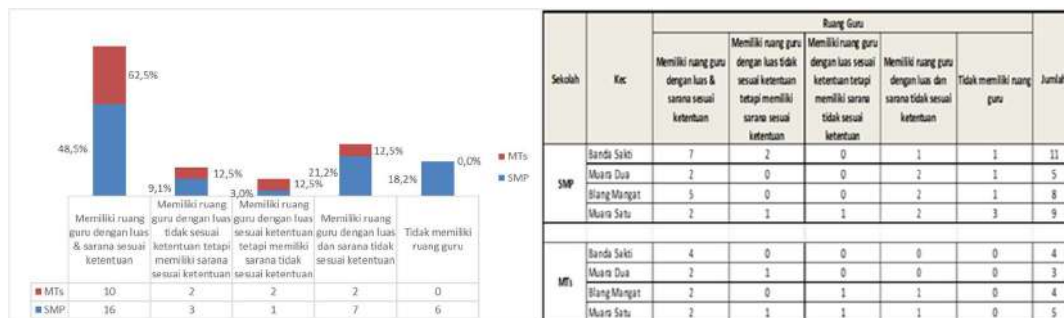 62,5%
48,5%
12,5%
9,1%
12,5%
3,0%
12,5%
21,2%
0,0%
18,2%
MTs
SMP
Memiliki ruang guru dengan luas & sarana sesuai ketentuan
Memiliki ruang guru dengan luas tidak sesuai ketentuan tetapi memiliki sarana sesuai ketentuan
Memiliki ruang guru dengan luas sesuai ketentuan tetapi memiliki sarana tidak sesuai ketentuan
Memiliki ruang guru dengan luas dan sarana tidak sesuai ketentuan
Tidak memiliki ruang guru
MTs 10 2 2 2 0
SMP 16 3 1 7 6
Ruang Guru
Sekolah Kec Jumlah
Memiliki ruang guru dengan luas & sarana sesuai ketentuan
Memiliki ruang guru dengan luas tidak sesuai ketentuan tetapi memiliki sarana sesuai ketentuan
Memiliki ruang guru dengan luas sesuai ketentuan tetapi memiliki sarana tidak sesuai ketentuan
Memiliki ruang guru dengan luas dan sarana tidak sesuai ketentuan
Tidak memiliki ruang guru
SMP
Banda Sakti 7 2 0 1 1 11
Muara Dua 2 0 0 2 1 5
Blang Mangat 5 0 0 2 1 8
Muara Satu 2 1 1 2 3 9
MTs
Banda Sakti 4 0 0 0 0 4
Muara Dua 2 1 0 0 0 3
Blang Mangat 2 0 1 1 0 4
Muara Satu 2 1 1 1 0 5